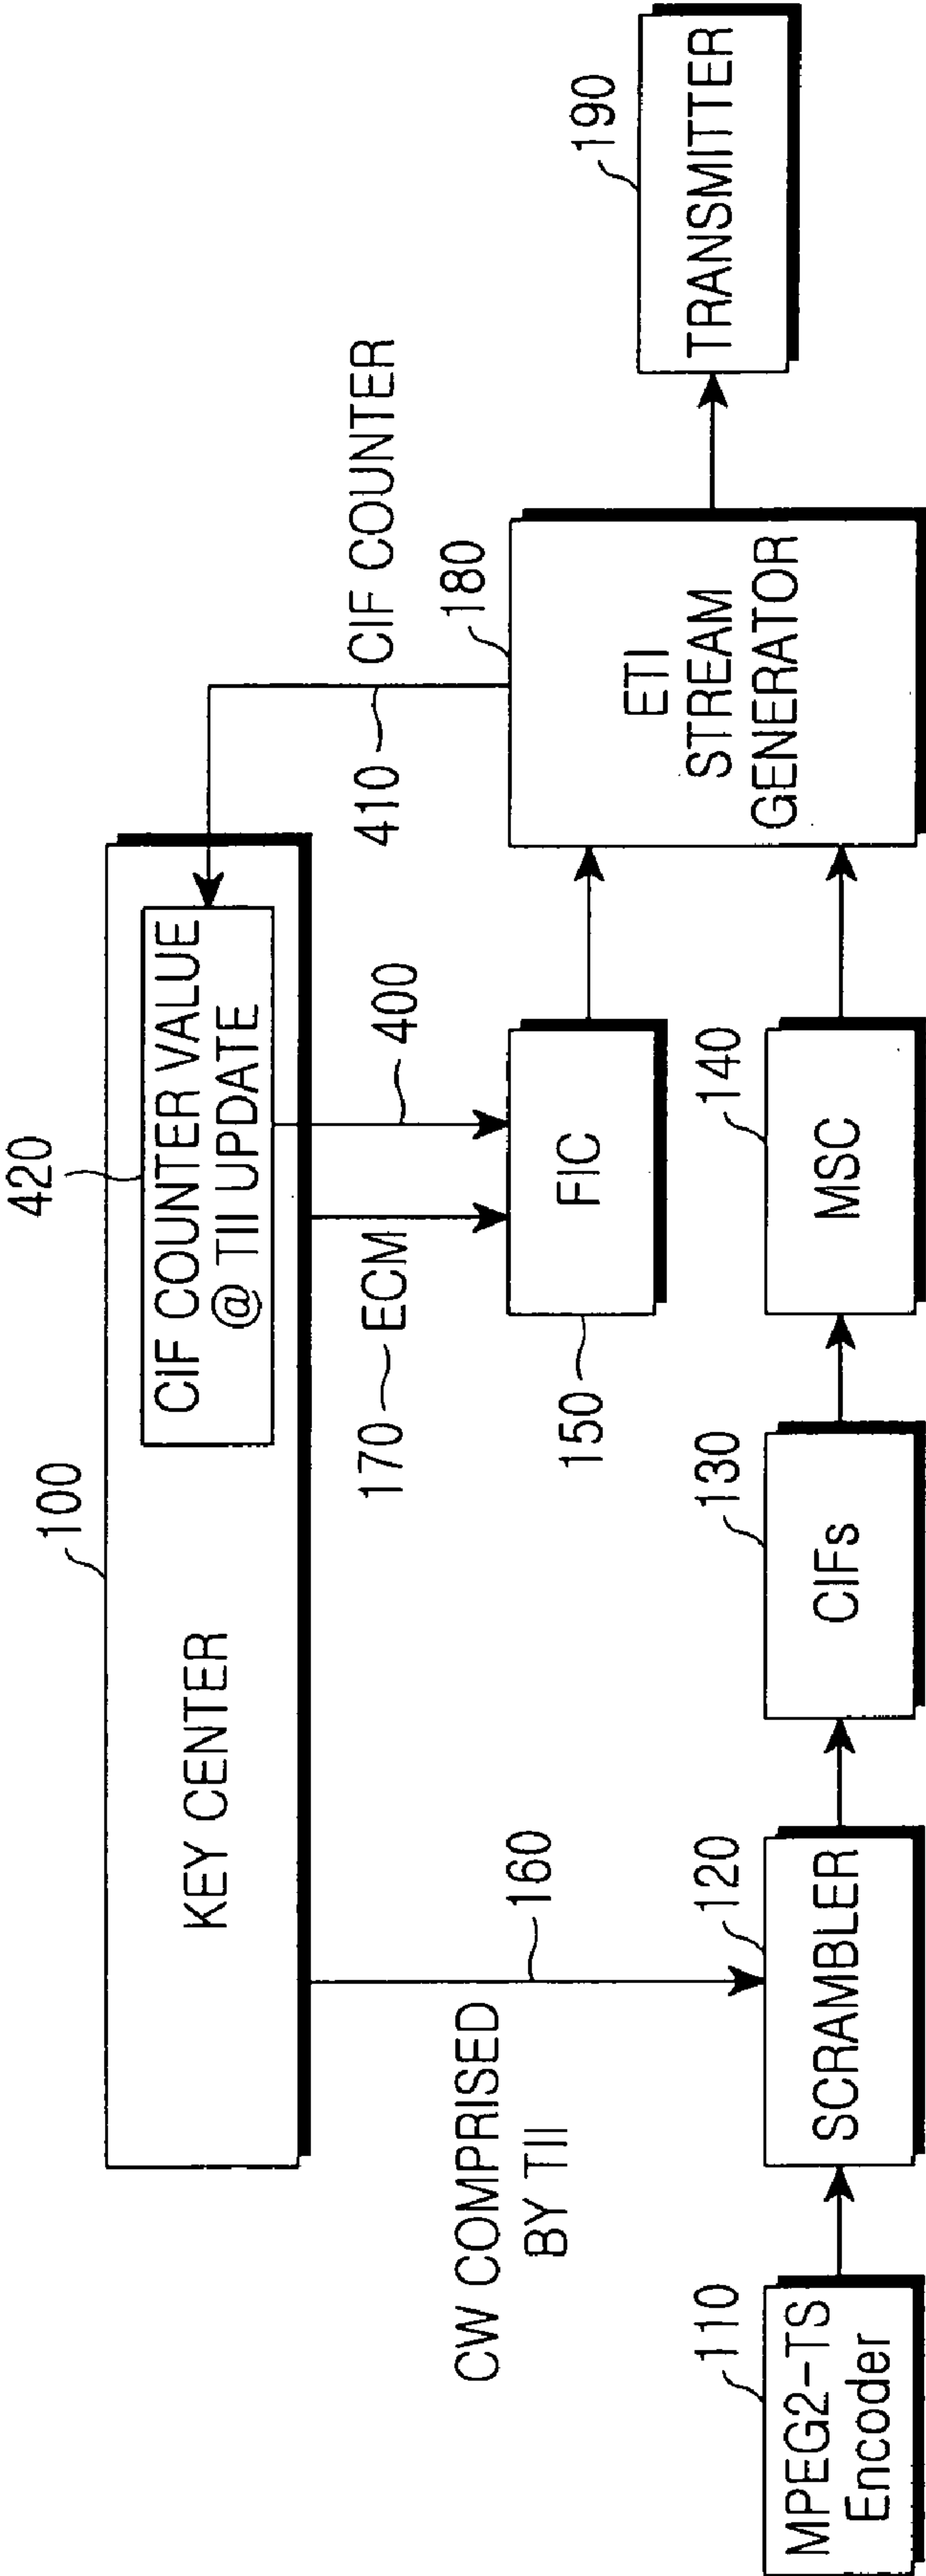 420
100
CIF COUNTER VALUE
@ TII UPDATE
KEY CENTER
CIF COUNTER
410
400
170
ECM
160
CW COMPRISED
BY TII
180
190
150
FIC
ETI
STREAM
GENERATOR
TRANSMITTER
110
120
130
140
MPEG2-TS
Encoder
SCRAMBLER
CIFs
MSC